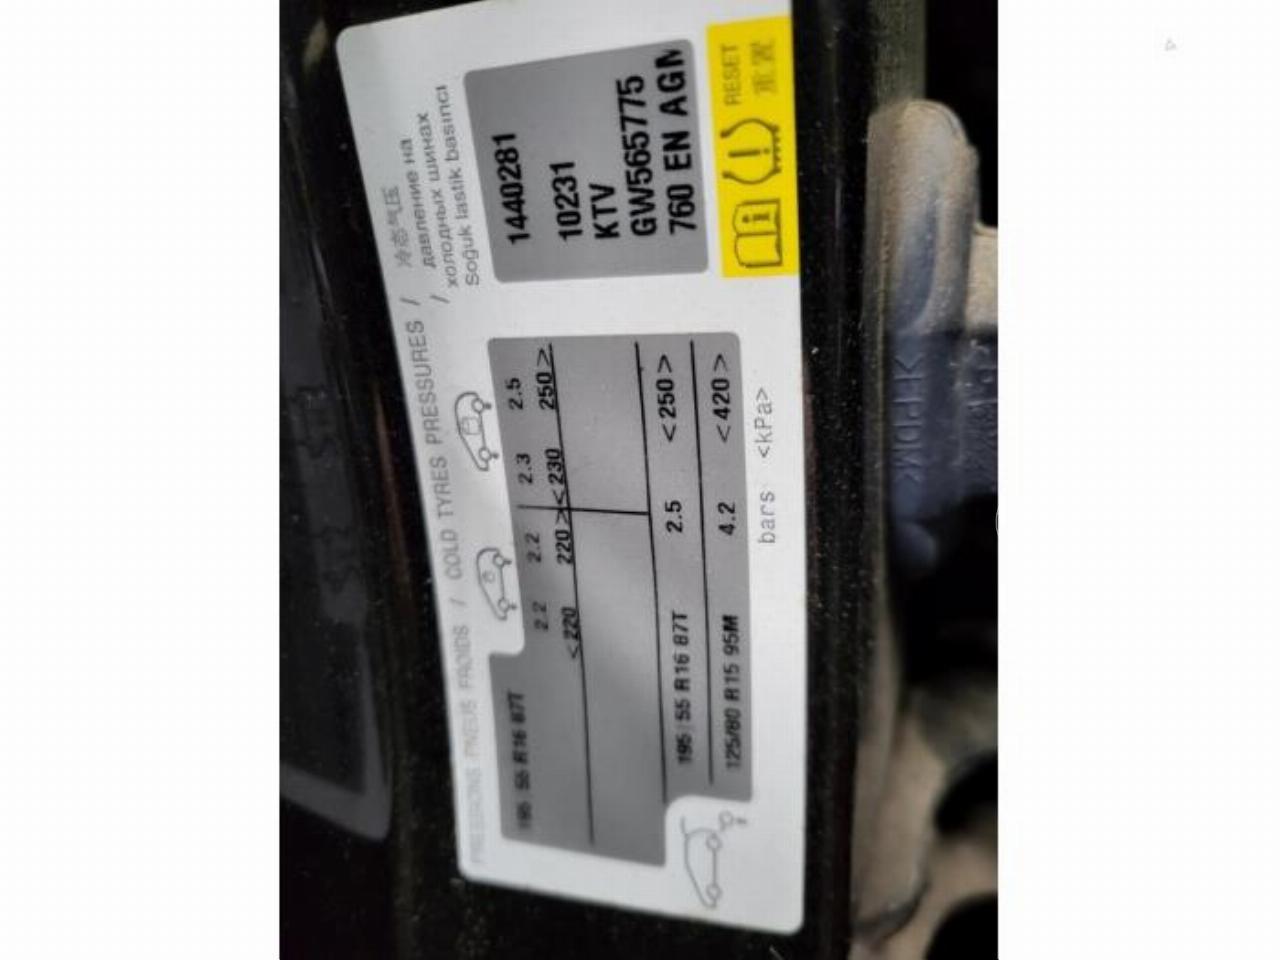 PRESSIONS PNEUS FROIDS / COLD TYRES PRESSURES / 冷态气压
давление на
холодных шинах
/ Soğuk lastik basıncı
195 55 R16 87T 2.2 2.2 2.3 2.5
<220 220> <230 250>
195 55 R16 87T 2.5 <250>
125/80 R15 95M 4.2 <420>
bars <kPa>
1440281
10231
KTV
GW565775
760 EN AGN
RESET
重置
>EPDM<